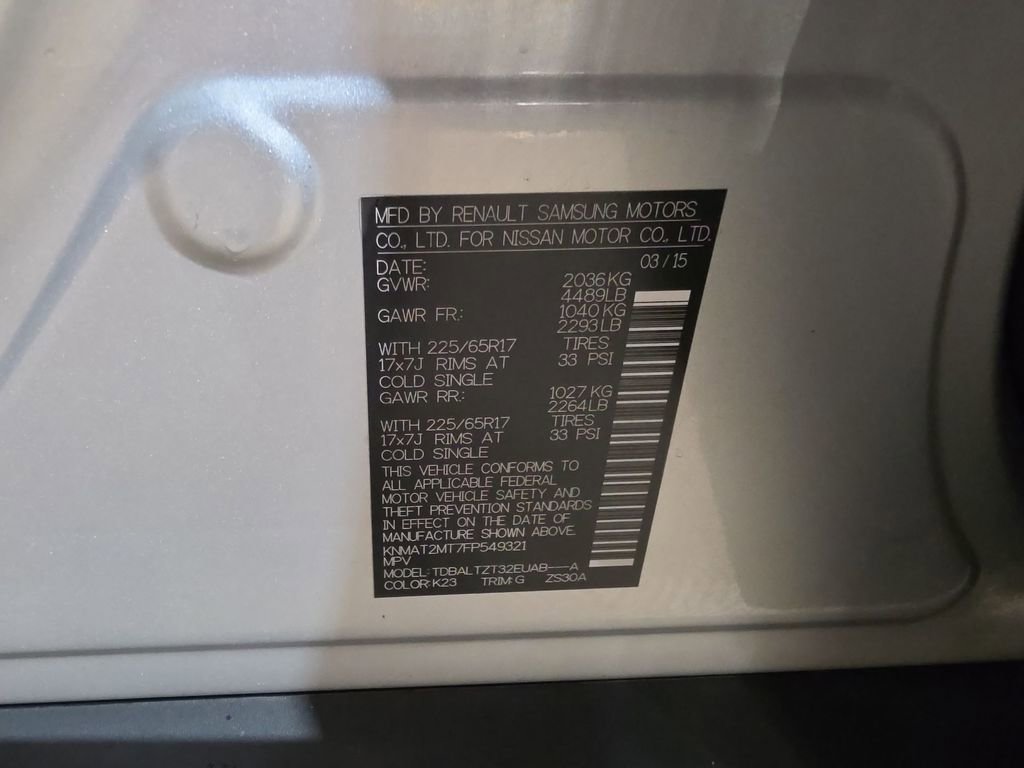 MFD BY RENAULT SAMSUNG MOTORS
CO., LTD. FOR NISSAN MOTOR CO., LTD.
DATE: 03/15
GVWR: 2036KG
4489LB
GAWR FR.: 1040 KG
2293LB
WITH 225/65R17 TIRES
17x7J RIMS AT 33 PSI
COLD SINGLE
GAWR RR.: 1027 KG
2264LB
WITH 225/65R17 TIRES
17x7J RIMS AT 33 PSI
COLD SINGLE
THIS VEHICLE CONFORMS TO
ALL APPLICABLE FEDERAL
MOTOR VEHICLE SAFETY AND
THEFT PREVENTION STANDARDS
IN EFFECT ON THE DATE OF
MANUFACTURE SHOWN ABOVE.
KNMAT2MT7FP549321
MPV
MODEL: TDBALTZT32EUAB---A
COLOR: K23 TRIM: G ZS30A